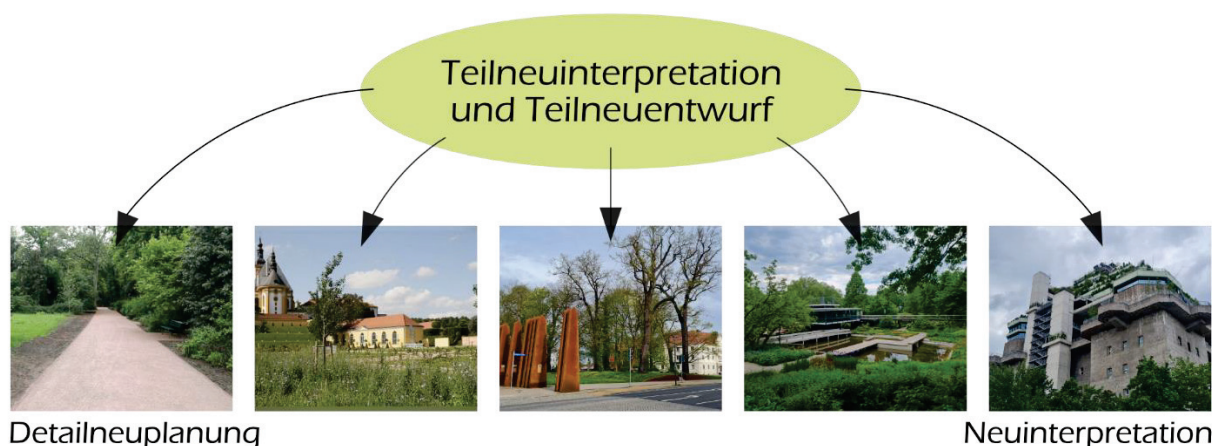 Teilneuinterpretation
und Teilneuentwurf
Detailneuplanung
Neuinterpretation